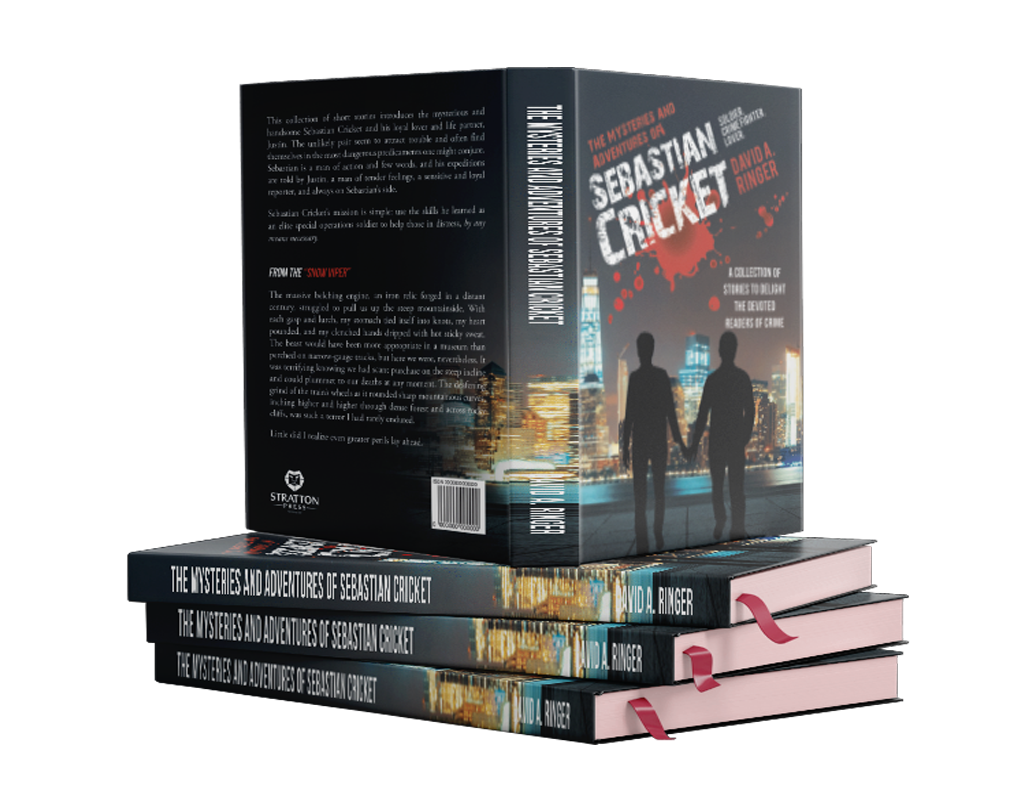 This collection of short stories introduces the mysterious and
handsome Sebastian Cricket and his loyal lover and life partner,
Justin. The unlikely pair seem to attract trouble and often find
themselves in the most dangerous predicaments one might conjure.
Sebastian is a man of action and few words, and his expeditions
are told by Justin, a man of tender feelings, a sensitive and loyal
reporter, and always on Sebastian's side.
Sebastian Cricket's mission is simple: use the skills he learned as
an elite special operations soldier to help those in distress, by any
means necessary.
FROM THE "SNOW VIPER"
The massive belching engine, an iron relic forged in a distant
century, struggled to pull us up the steep mountainside. With
each gasp and lurch, my stomach tied itself into knots, my heart
pounded, and my clenched hands dripped with hot sticky sweat.
The beast would have been more appropriate in a museum than
perched on narrow-gauge tracks, but here we were, nevertheless. It
was terrifying knowing we had scant purchase on the steep incline
and could plummet to our deaths at any moment. The deafening
grind of the train's wheels as it rounded sharp mountainous curves,
inching higher and higher through dense forest and across rocky
cliffs, was such a terror I had rarely endured.
Little did I realize even greater perils lay ahead.
STRATTON
PRESS
THE MYSTERIES AND ADVENTURES OF SEBASTIAN CRICKET
DAVID A. RINGER
THE MYSTERIES AND
ADVENTURES OF
SEBASTIAN
CRICKET
SOLDIER.
CRIME FIGHTER.
LOVER.
DAVID A.
RINGER
A COLLECTION OF
STORIES TO DELIGHT
THE DEVOTED
READERS OF CRIME
THE MYSTERIES AND ADVENTURES OF SEBASTIAN CRICKET
DAVID A. RINGER
THE MYSTERIES AND ADVENTURES OF SEBASTIAN CRICKET
DAVID A. RINGER
THE MYSTERIES AND ADVENTURES OF SEBASTIAN CRICKET
DAVID A. RINGER